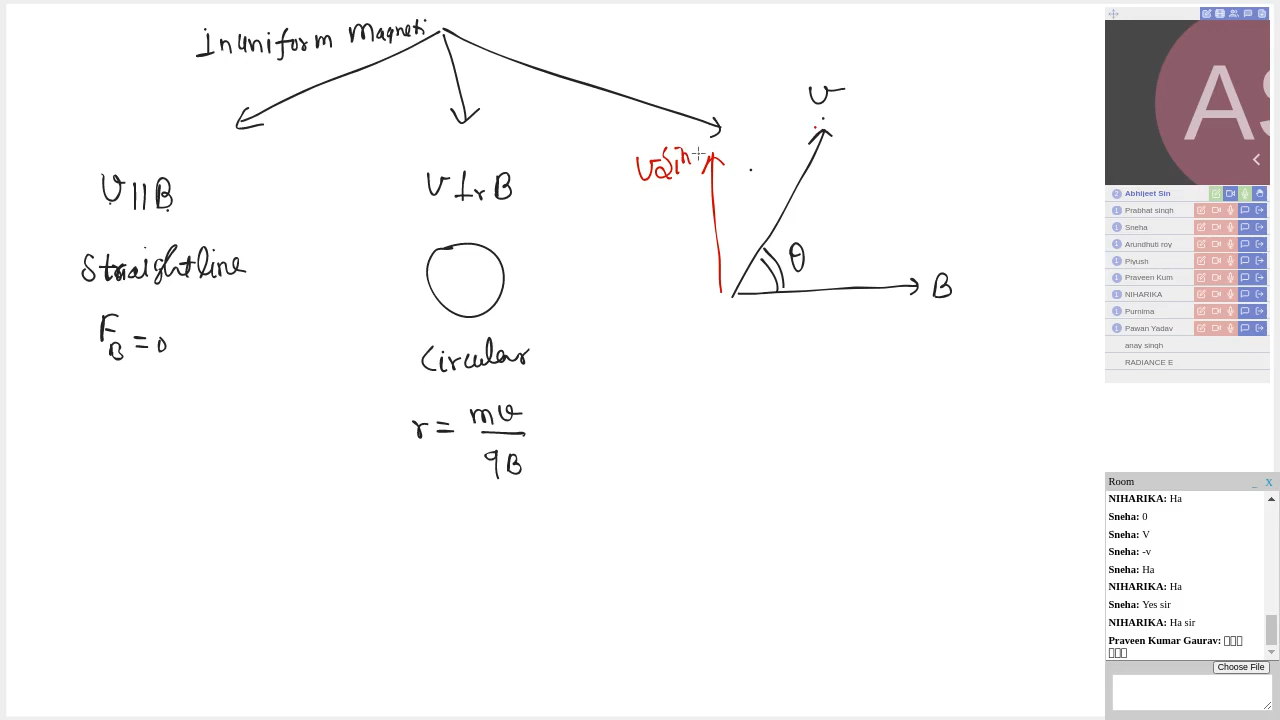 In uniform Magneti
v
v sin
v || B
v ⊥r B
θ
Straight line
B
F_B = 0
Circular
r = mv / qB
AS
Abhijeet Sin
Prabhat singh
Sneha
Arundhuti roy
Piyush
Praveen Kum
NIHARIKA
Purnima
Pawan Yadav
anay singh
RADIANCE E
Room _ X
NIHARIKA: Ha
Sneha: 0
Sneha: V
Sneha: -v
Sneha: Ha
NIHARIKA: Ha
Sneha: Yes sir
NIHARIKA: Ha sir
Praveen Kumar Gaurav: □□□
□□□
Choose File